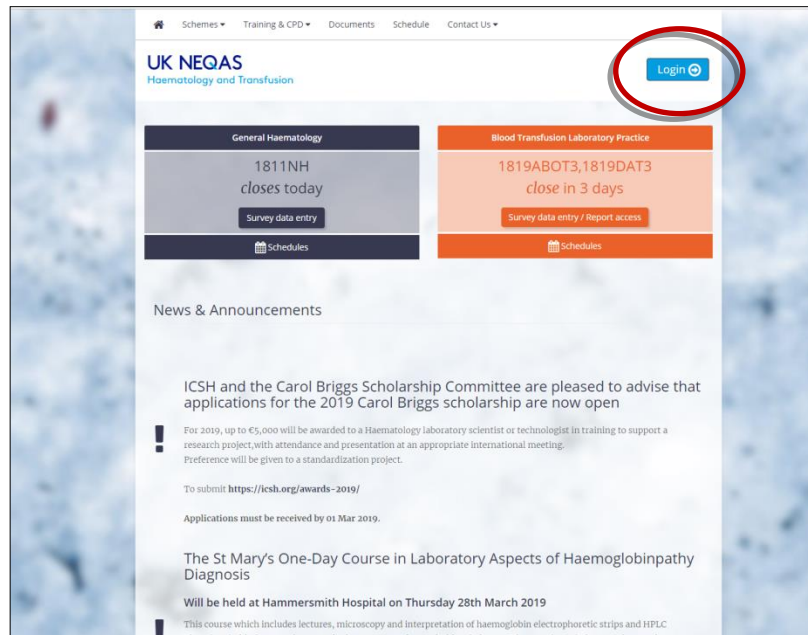 Schemes Training & CPD Documents Schedule Contact Us
UK NEQAS
Haematology and Transfusion
Login
General Haematology
1811NH
closes today
Survey data entry
Schedules
Blood Transfusion Laboratory Practice
1819ABOT3,1819DAT3
close in 3 days
Survey data entry / Report access
Schedules
News & Announcements
ICSH and the Carol Briggs Scholarship Committee are pleased to advise that
applications for the 2019 Carol Briggs scholarship are now open
For 2019, up to €5,000 will be awarded to a Haematology laboratory scientist or technologist in training to support a
research project,with attendance and presentation at an appropriate international meeting.
Preference will be given to a standardization project.
To submit https://icsh.org/awards-2019/
Applications must be received by 01 Mar 2019.
The St Mary's One-Day Course in Laboratory Aspects of Haemoglobinpathy
Diagnosis
Will be held at Hammersmith Hospital on Thursday 28th March 2019
This course which includes lectures, microscopy and interpretation of haemoglobin electrophoretic strips and HPLC